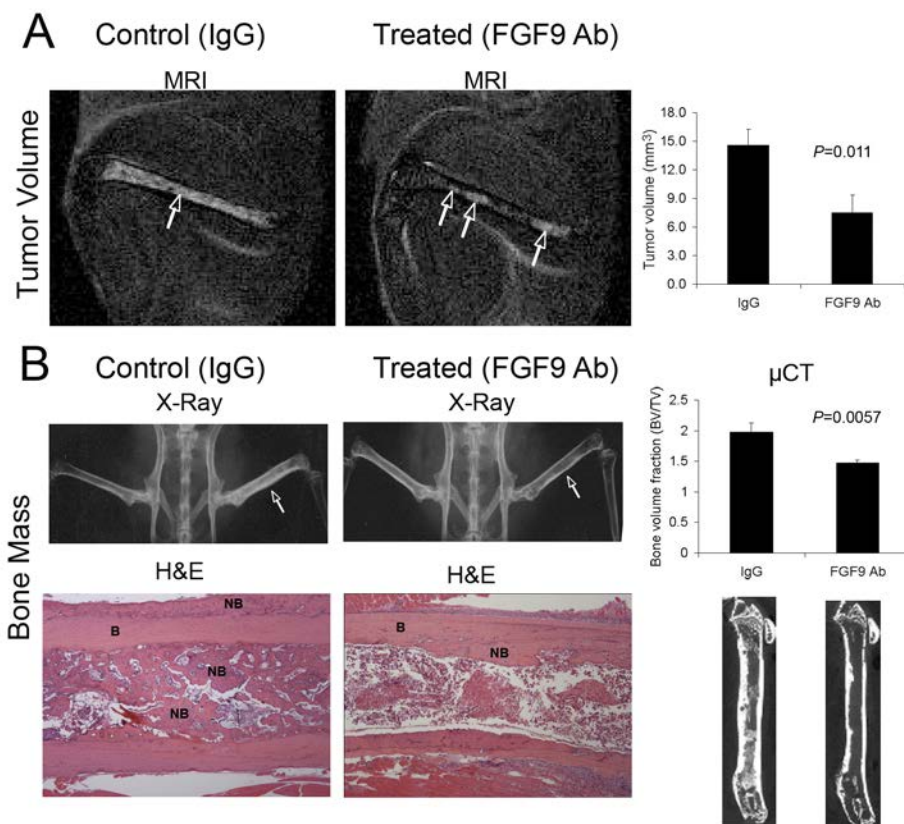 A
Control (IgG)
Treated (FGF9 Ab)
MRI
MRI
Tumor Volume
Tumor volume (mm3)
18.0
15.0
12.0
9.0
6.0
3.0
0.0
P=0.011
IgG
FGF9 Ab
B
Control (IgG)
Treated (FGF9 Ab)
X-Ray
X-Ray
Bone Mass
H&E
H&E
NB
B
NB
NB
B
NB
µCT
Bone volume fraction (BV/TV)
2.5
2
1.5
1
0.5
0
P=0.0057
IgG
FGF9 Ab